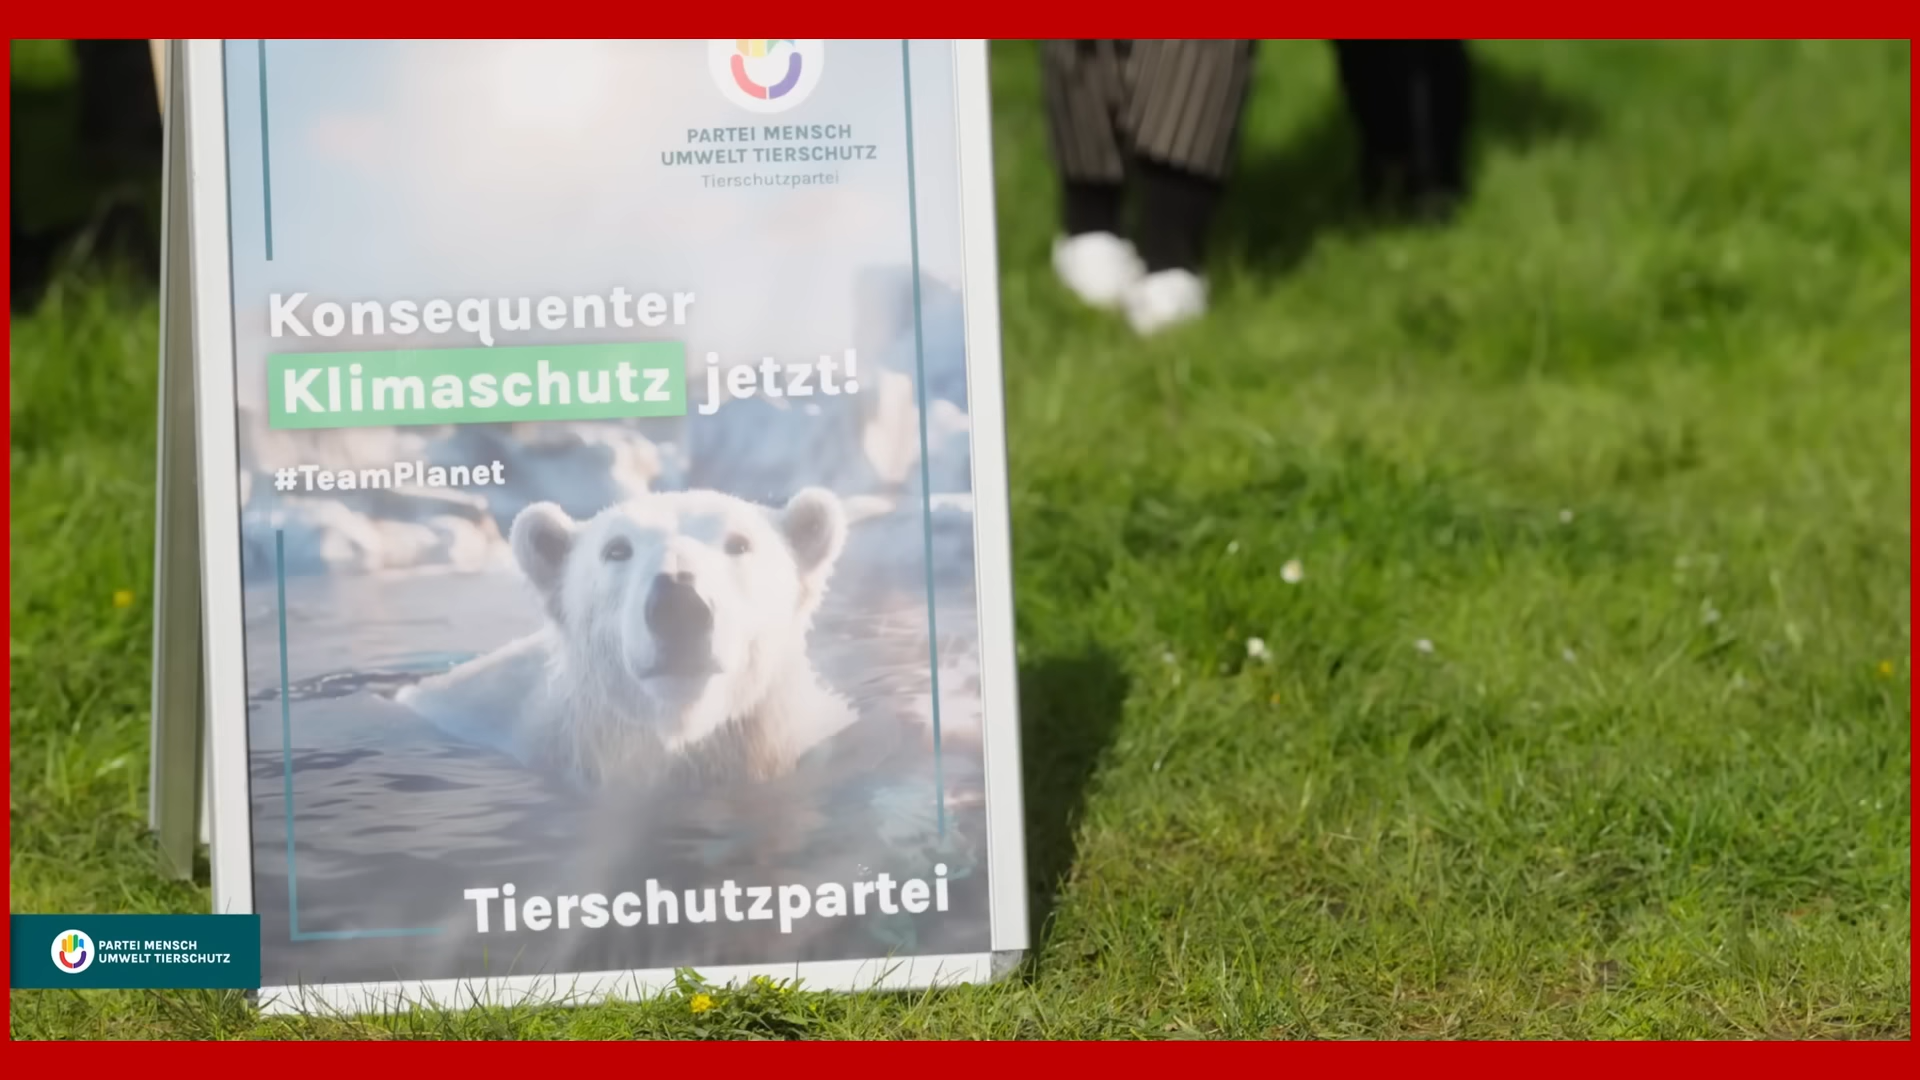 PARTEI MENSCH
UMWELT TIERSCHUTZ
Tierschutzpartei
Konsequenter
Klimaschutz jetzt!
#TeamPlanet
Tierschutzpartei
PARTEI MENSCH
UMWELT TIERSCHUTZ